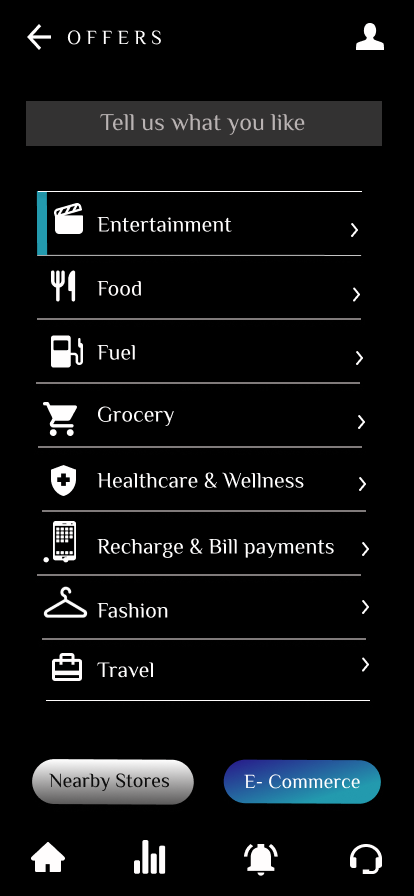 OFFERS
Tell us what you like
Entertainment
Food
Fuel
Grocery
Healthcare & Wellness
Recharge & Bill payments
Fashion
Travel
Nearby Stores
E- Commerce